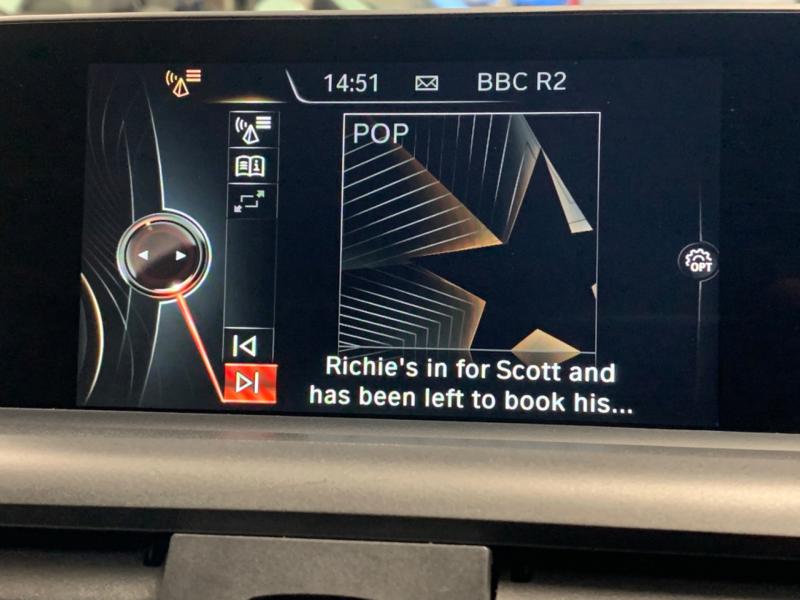 14:51 BBC R2
POP
OPT
Richie's in for Scott and
has been left to book his...